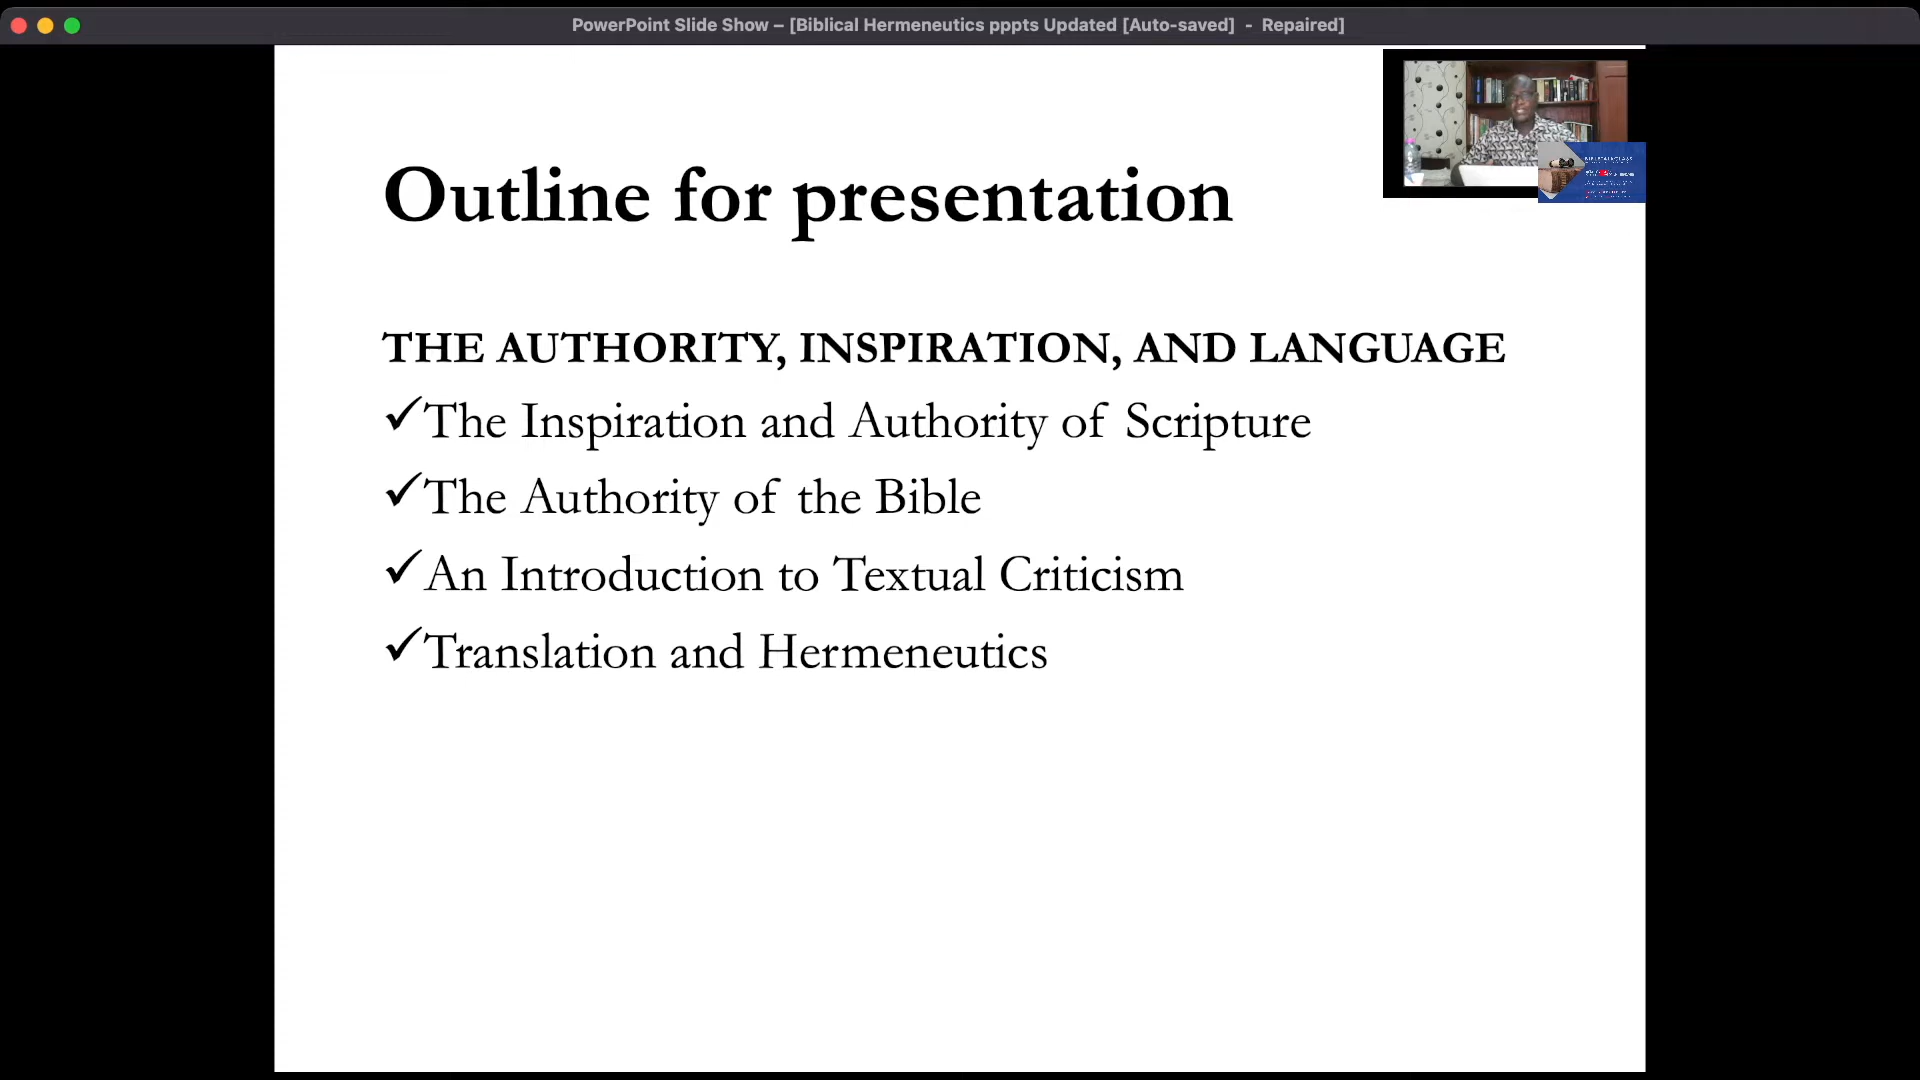 PowerPoint Slide Show – [Biblical Hermeneutics pppts Updated [Auto-saved]  -  Repaired]
Outline for presentation
THE AUTHORITY, INSPIRATION, AND LANGUAGE
✓The Inspiration and Authority of Scripture
✓The Authority of the Bible
✓An Introduction to Textual Criticism
✓Translation and Hermeneutics